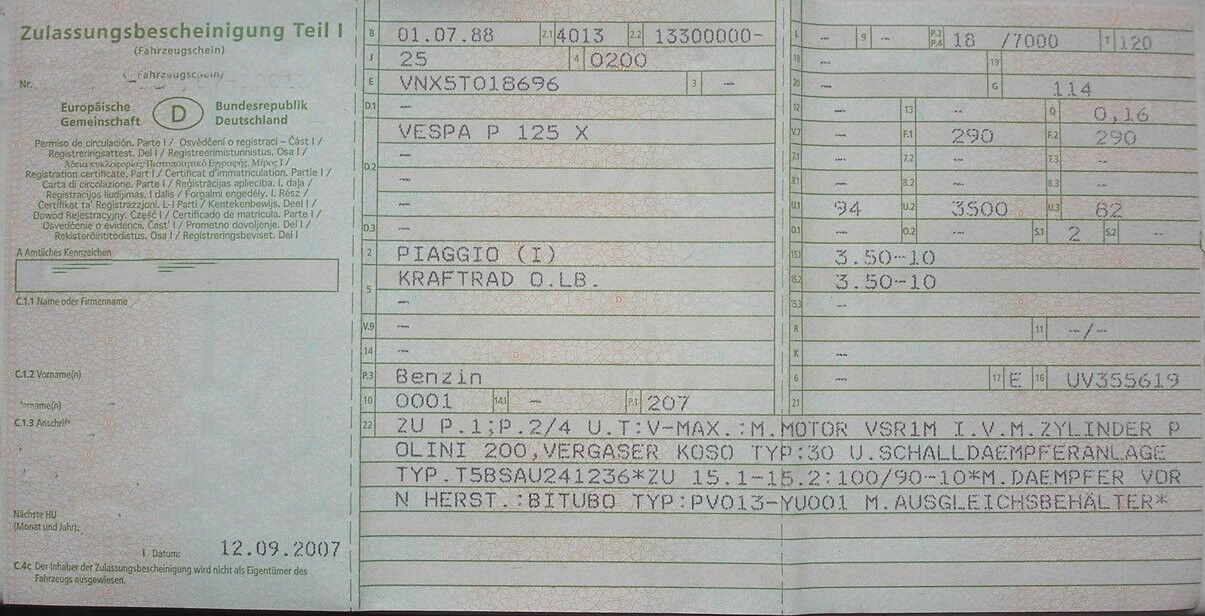 Zulassungsbescheinigung Teil I
(Fahrzeugschein)
(Fahrzeugschein)
Nr.
Europäische Gemeinschaft
D
Bundesrepublik Deutschland
Permiso de circulación. Parte I / Osvědčení o registraci – Část I /
Registreringsattest. Del I / Registreerimistunnistus. Osa I /
Άδεια κυκλοφορίας/Πιστοποιητικό Εγγραφής. Μέρος I /
Registration certificate. Part I / Certificat d'immatriculation. Partie I /
Carta di circolazione. Parte I / Reģistrācijas apliecība. I. daļa /
Registracijos liudijimas. I dalis / Forgalmi engedély. I. Rész /
Ċertifikat ta' Reġistrazzjoni. L-I Parti / Kentekenbewijs. Deel I /
Dowód Rejestracyjny. Część I / Certificado de matrícula. Parte I /
Osvedčenie o evidencii. Časť I / Prometno dovoljenje. Del I /
Rekisteröintitodistus. Osa I / Registreringsbeviset. Del I
A Amtliches Kennzeichen
C.1.1 Name oder Firmenname
C.1.2 Vorname(n)
C.1.3 Anschrift
Nächste HU
(Monat und Jahr):
I Datum: 12.09.2007
C.4c Der Inhaber der Zulassungsbescheinigung wird nicht als Eigentümer des
Fahrzeugs ausgewiesen.
B 01.07.88 2.1 4013 2.2 13300000-
J 25 4 0200
E VNX5T018696 3 –
D.1 –
D.2 VESPA P 125 X
–
–
–
D.3 –
2 PIAGGIO (I)
5 KRAFTRAD O.LB.
–
V.9 –
14 –
P.3 Benzin
10 0001 14.1 – P.1 207
L – 9 – P.2 P.4 18 /7000 T 120
18 – 19
20 – G 114
12 – 13 – Q 0,16
V.7 – F.1 290 F.2 290
7.1 – 7.2 – 7.3 –
8.1 – 8.2 – 8.3 –
U.1 94 U.2 3500 U.3 82
O.1 – O.2 – S.1 2 S.2 –
15.1 3.50-10
15.2 3.50-10
15.3 –
R 11 –/–
K –
6 – 17 E 16 UV355619
21
22 ZU P.1;P.2/4 U.T:V-MAX.:M.MOTOR VSR1M I.V.M.ZYLINDER P
OLINI 200,VERGASER KOSO TYP:30 U.SCHALLDAEMPFERANLAGE
TYP.T5BSAU241236*ZU 15.1-15.2:100/90-10*M.DAEMPFER VOR
N HERST.:BITUBO TYP:PV013-YU001 M.AUSGLEICHSBEHÄLTER*